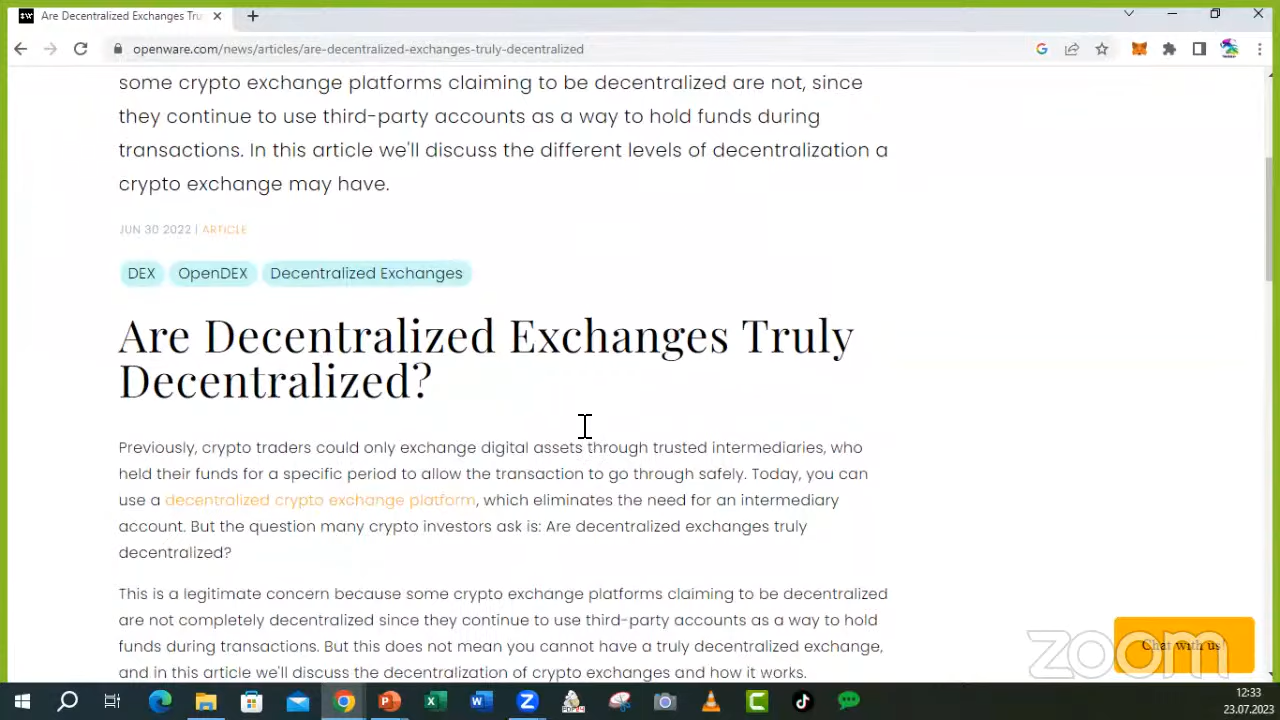 Are Decentralized Exchanges Tru
openware.com/news/articles/are-decentralized-exchanges-truly-decentralized
some crypto exchange platforms claiming to be decentralized are not, since
they continue to use third-party accounts as a way to hold funds during
transactions. In this article we'll discuss the different levels of decentralization a
crypto exchange may have.
JUN 30 2022 | ARTICLE
DEX OpenDEX Decentralized Exchanges
Are Decentralized Exchanges Truly
Decentralized?
Previously, crypto traders could only exchange digital assets through trusted intermediaries, who
held their funds for a specific period to allow the transaction to go through safely. Today, you can
use a decentralized crypto exchange platform, which eliminates the need for an intermediary
account. But the question many crypto investors ask is: Are decentralized exchanges truly
decentralized?
This is a legitimate concern because some crypto exchange platforms claiming to be decentralized
are not completely decentralized since they continue to use third-party accounts as a way to hold
funds during transactions. But this does not mean you cannot have a truly decentralized exchange,
and in this article we'll discuss the decentralization of crypto exchanges and how it works.
Chat with us!
zoom
12:33
23.07.2023